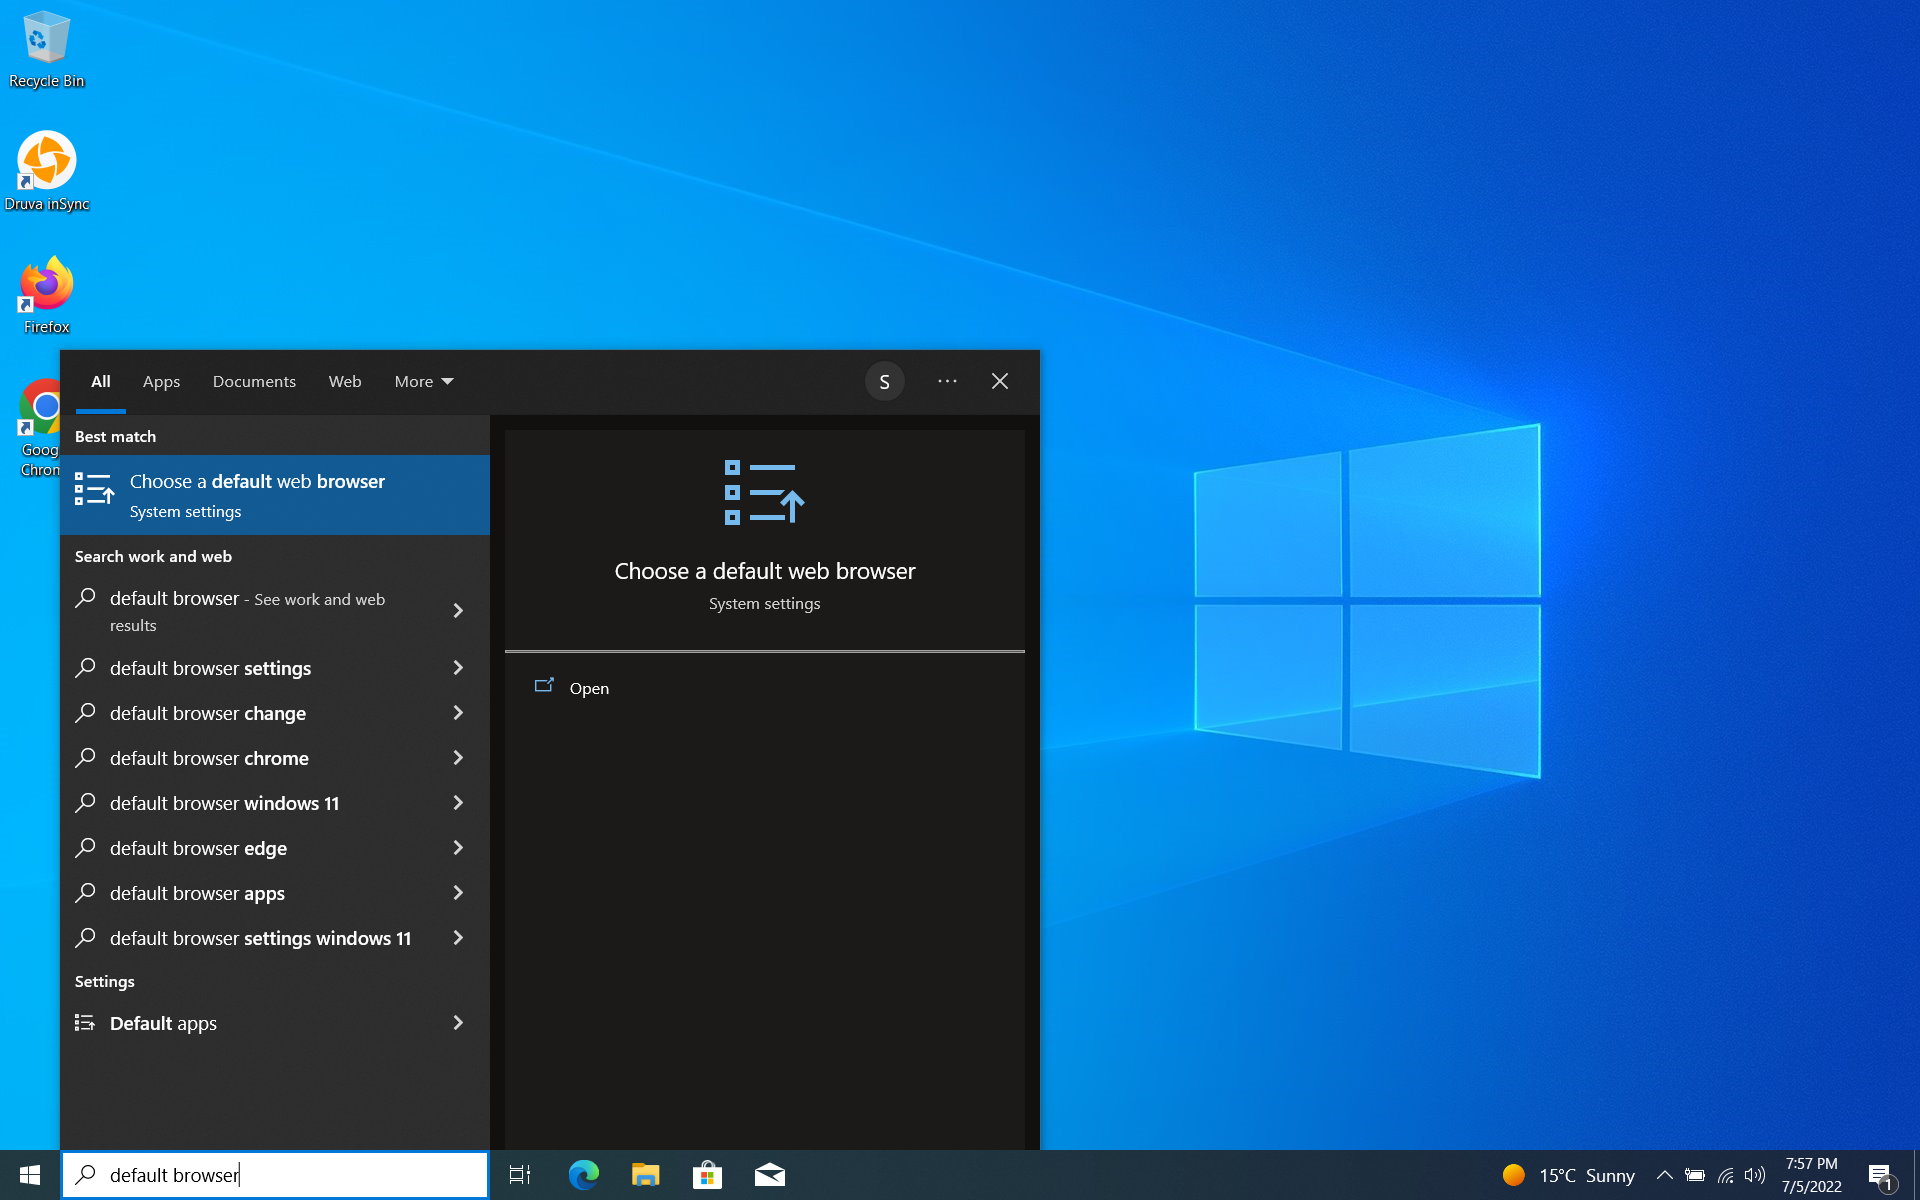 Recycle Bin
Druva inSync
Firefox
Goog
Chron
All
Apps
Documents
Web
More
S
Best match
Choose a default web browser
System settings
Search work and web
default browser - See work and web
results
default browser settings
default browser change
default browser chrome
default browser windows 11
default browser edge
default browser apps
default browser settings windows 11
Settings
Default apps
Choose a default web browser
System settings
Open
default browser
15°C Sunny
7:57 PM
7/5/2022
1